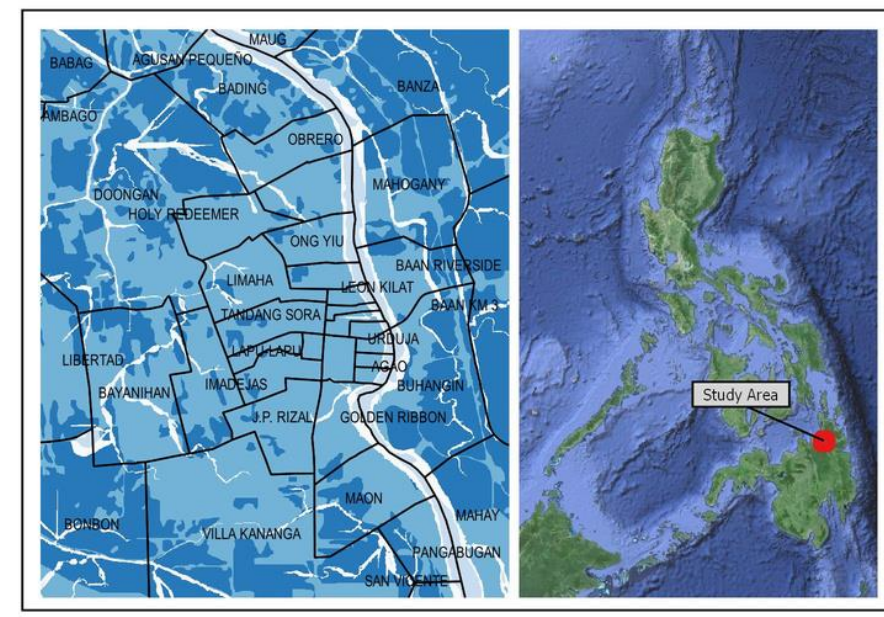 MAUG
BABAG
AGUSAN PEQUEÑO
BADING
BANZA
AMBAGO
OBRERO
MAHOGANY
DOONGAN
HOLY REDEEMER
ONG YIU
BAAN RIVERSIDE
LIMAHA
LEON KILAT
BAAN KM 3
TANDANG SORA
URDUJA
LAPU-LAPU
LIBERTAD
AGAO
IMADEJAS
BUHANGIN
BAYANIHAN
J.P. RIZAL
GOLDEN RIBBON
MAON
MAHAY
BONBON
VILLA KANANGA
PANGABUGAN
SAN VICENTE
Study Area